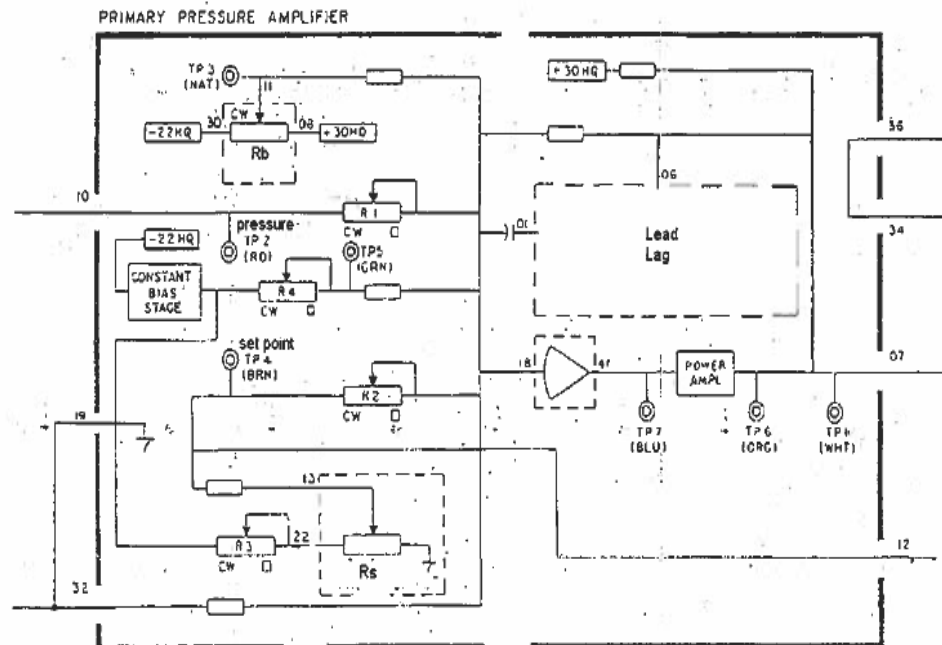 PRIMARY PRESSURE AMPLIFIER
TP 3
(NAT)
11
+30HQ
CW
-22HQ
30
08
+30HQ
Rb
36
06
10
R1
CW
pressure
TP 2
(RD)
-22HQ
TP5
(GRN)
Lead
Lag
34
CONSTANT
BIAS
STAGE
R4
CW
set point
TP 4
(BRN)
18
POWER
AMPL
07
R2
CW
19
TP7
(BLU)
TP 6
(ORG)
(WHT)
13
R3
22
CW
Rs
12
32